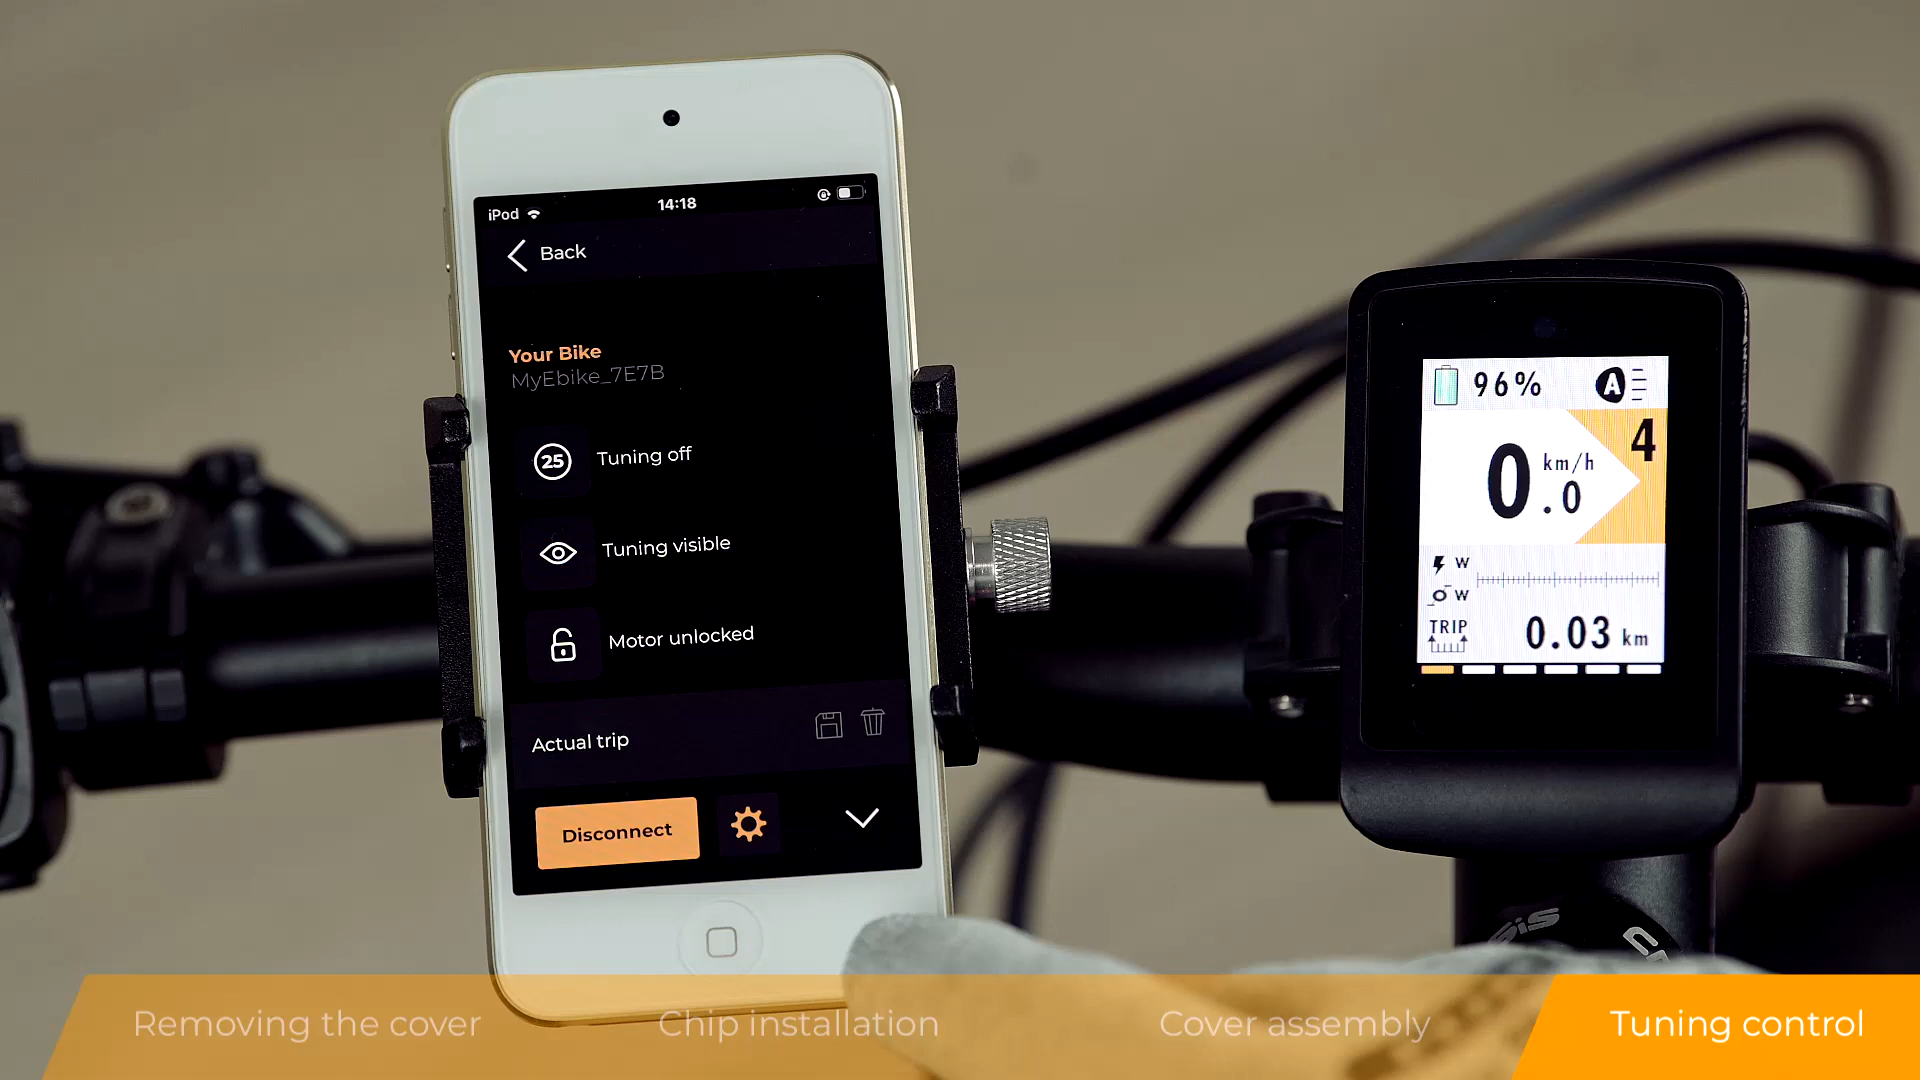 iPod
14:18
Back
Your Bike
MyEbike_7E7B
25
Tuning off
Tuning visible
Motor unlocked
Actual trip
Disconnect
96%
A
4
0.0 km/h
W
W
TRIP
0.03 km
Removing the cover
Chip installation
Cover assembly
Tuning control